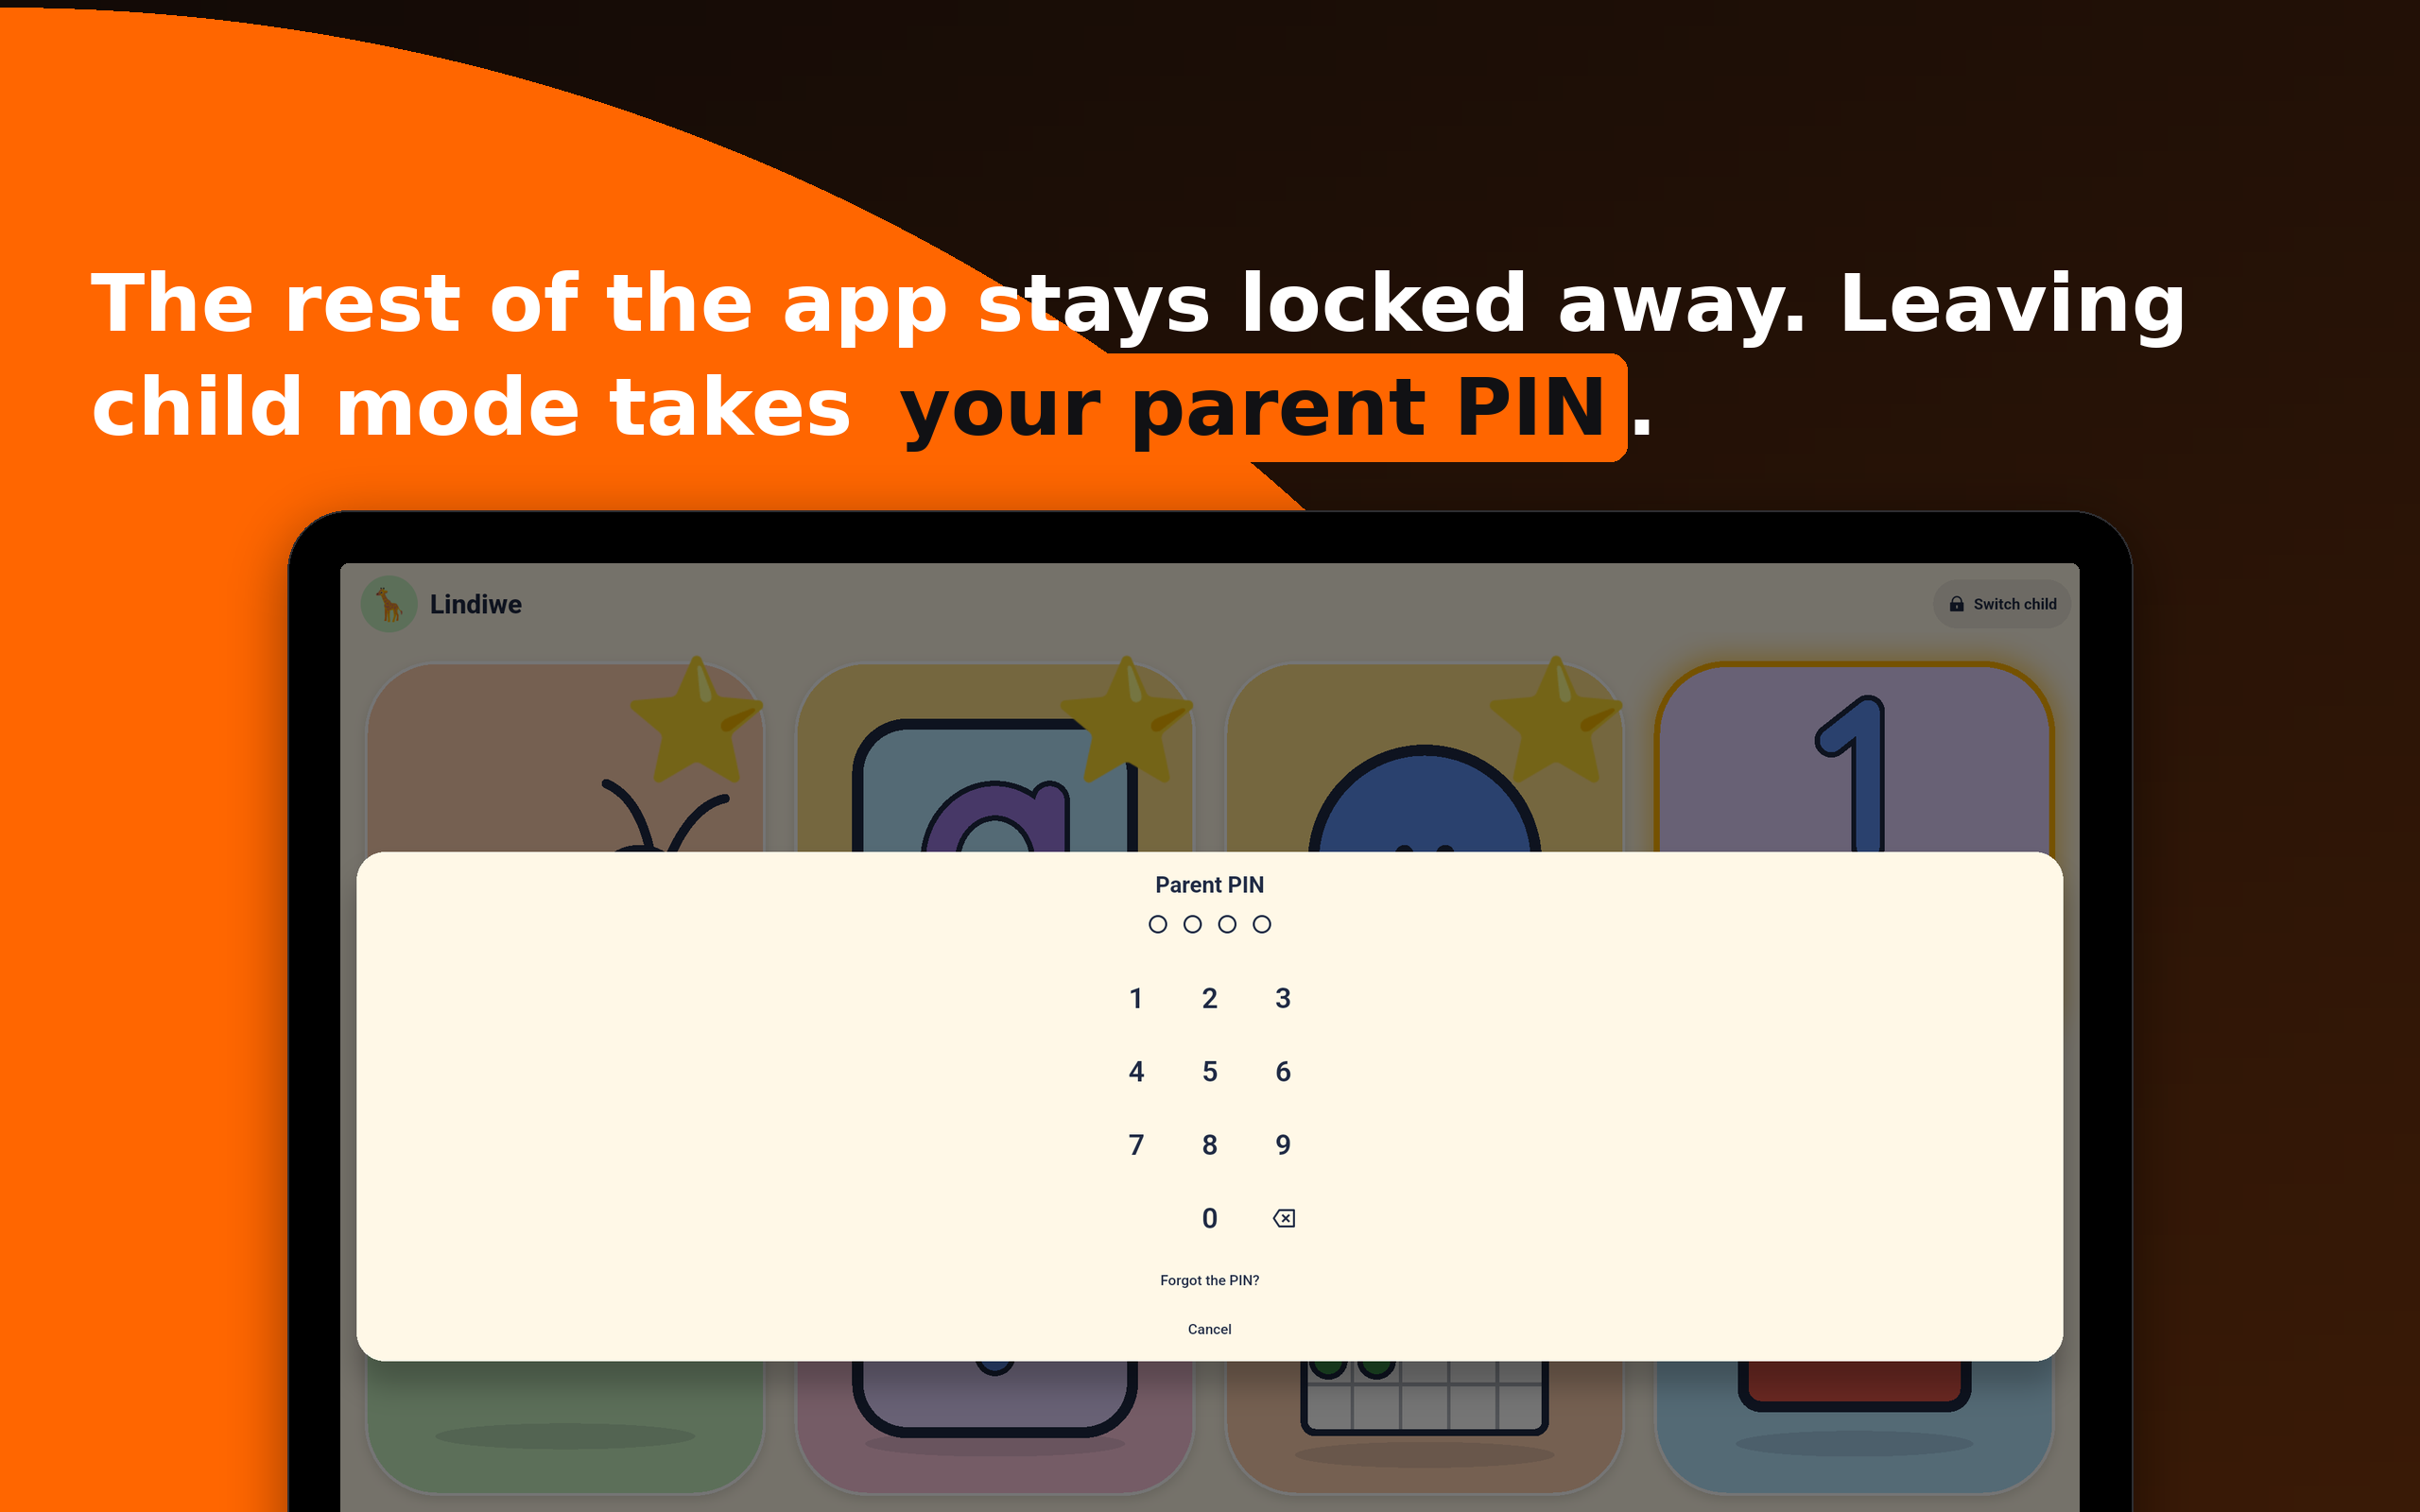 The rest of the app stays locked away. Leaving
child mode takes your parent PIN.
Lindiwe
Switch child
a
1
Parent PIN
1 2 3
4 5 6
7 8 9
0
Forgot the PIN?
Cancel